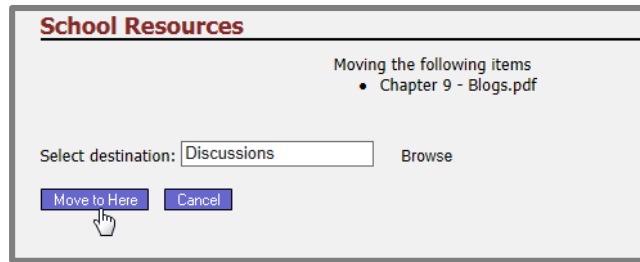 School Resources
Moving the following items
• Chapter 9 - Blogs.pdf
Select destination: Discussions Browse
Move to Here Cancel